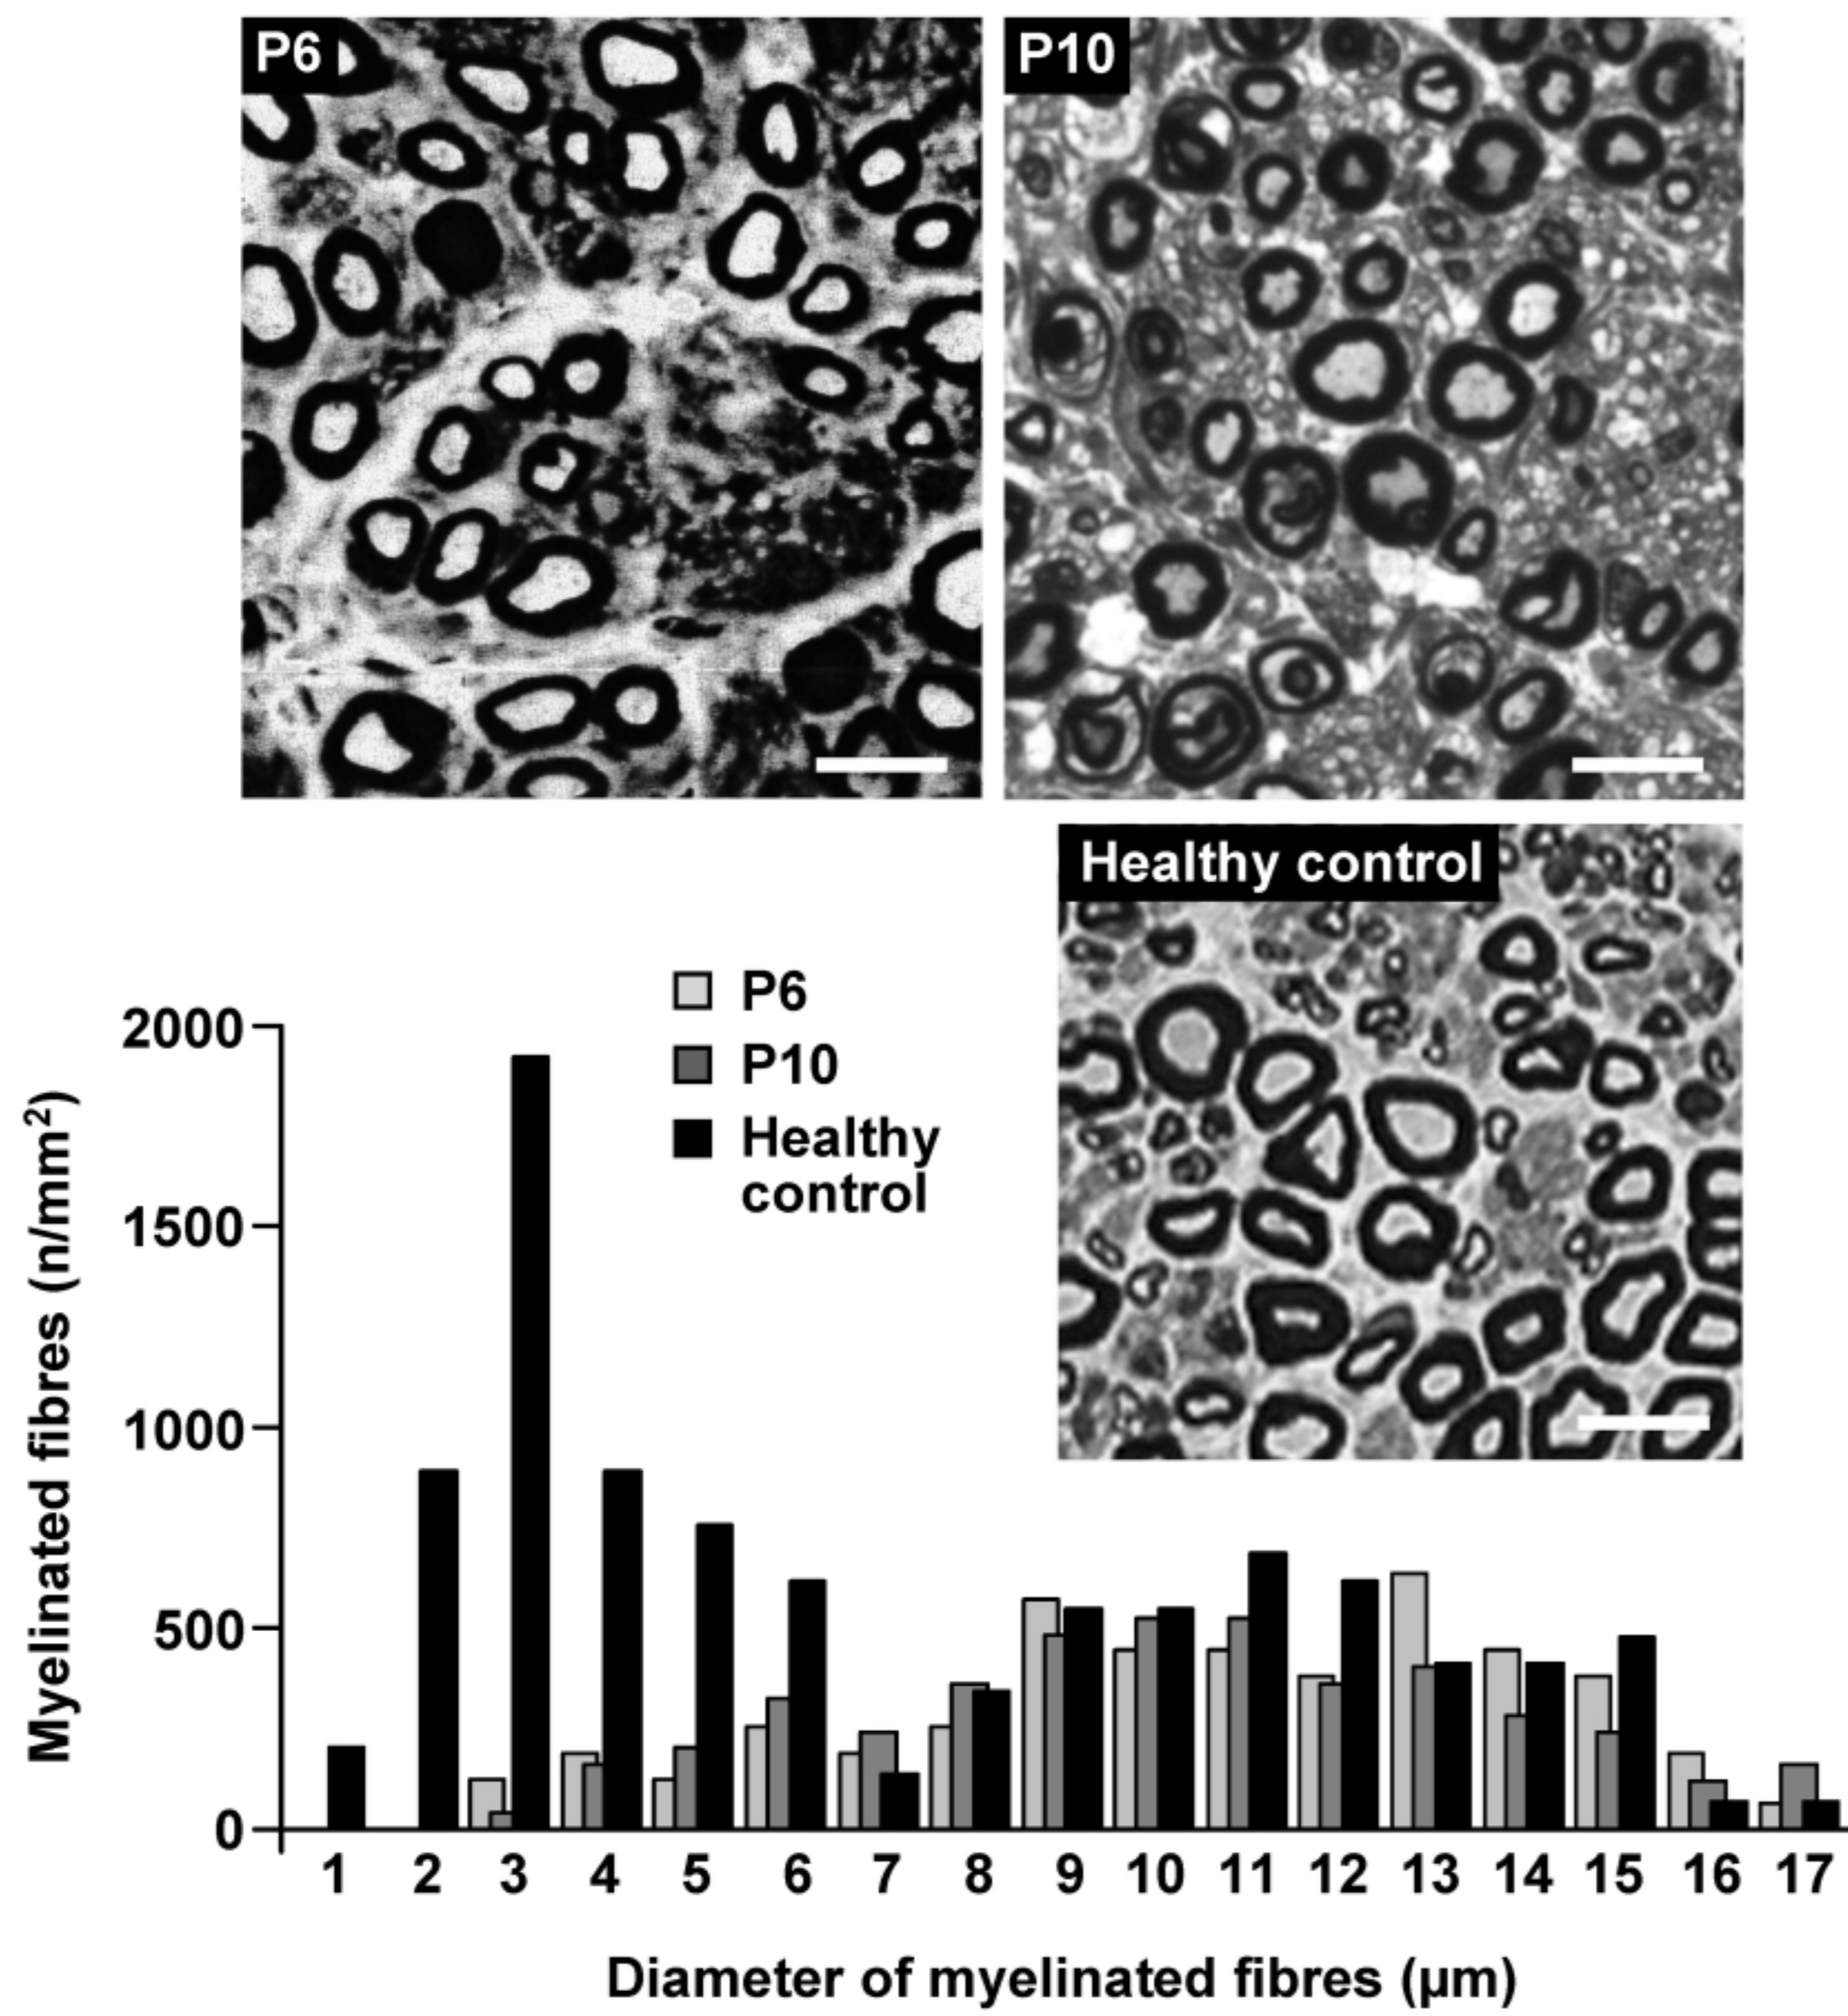 P6
P10
Healthy control
P6
P10
Healthy
control
2000
1500
1000
500
0
Myelinated fibres (n/mm²)
1 2 3 4 5 6 7 8 9 10 11 12 13 14 15 16 17
Diameter of myelinated fibres (µm)